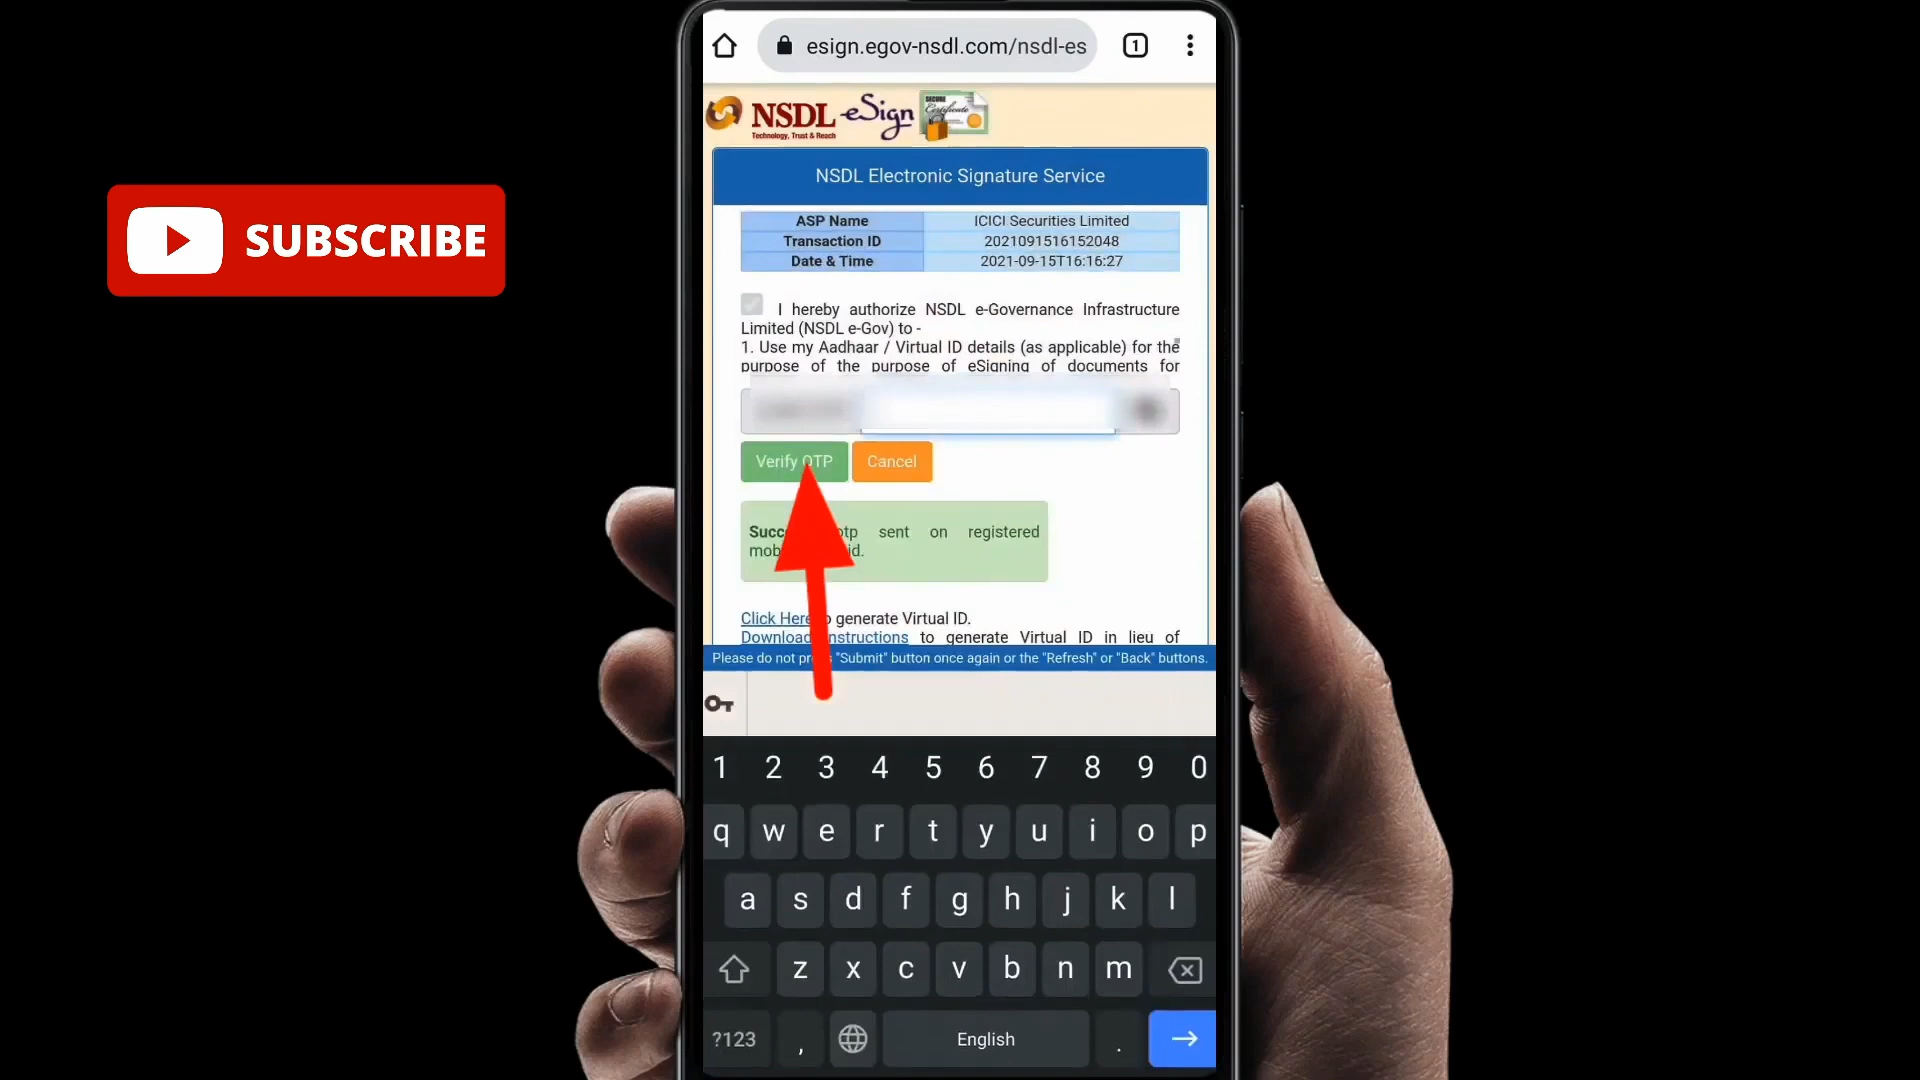 esign.egov-nsdl.com/nsdl-es
1
NSDL eSign
Technology, Trust & Reach
SECURE
Certificate
NSDL Electronic Signature Service
ASP Name ICICI Securities Limited
Transaction ID 2021091516152048
Date & Time 2021-09-15T16:16:27
SUBSCRIBE
I hereby authorize NSDL e-Governance Infrastructure
Limited (NSDL e-Gov) to -
1. Use my Aadhaar / Virtual ID details (as applicable) for the
purpose of the purpose of eSigning of documents for
Verify OTP Cancel
otp sent on registered
id.
Click Here generate Virtual ID.
Download Instructions to generate Virtual ID in lieu of
Please do not "Submit" button once again or the "Refresh" or "Back" buttons.
1 2 3 4 5 6 7 8 9 0
q w e r t y u i o p
a s d f g h j k l
z x c v b n m
?123 , English .